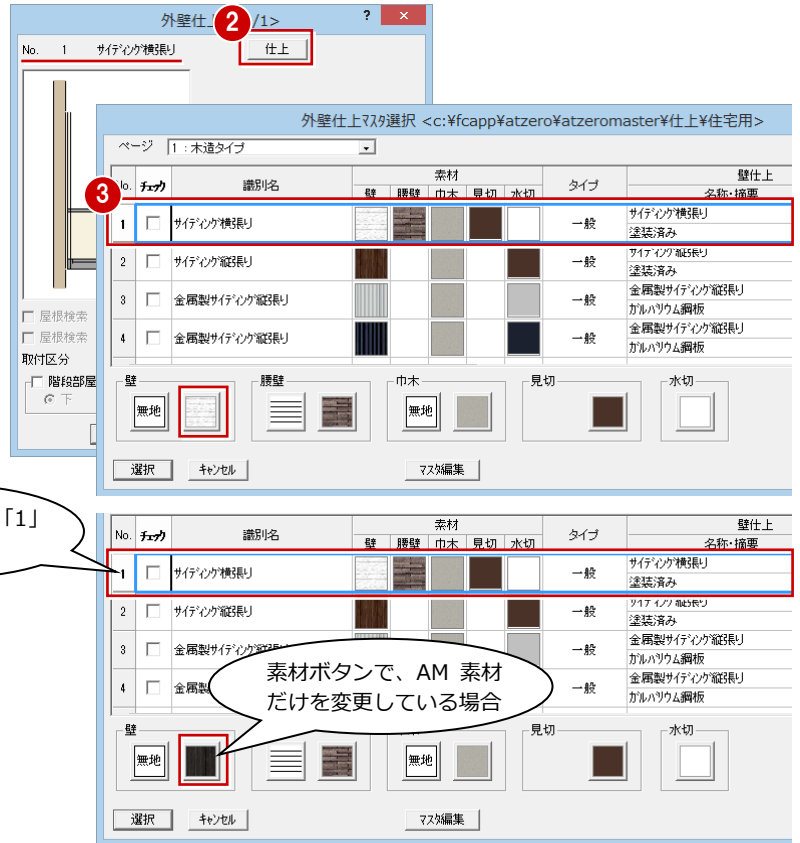 外壁仕 /1>
?
×
2
No. 1 サイディング横張り
仕上
屋根検索
屋根検索
取付区分
階段部屋
下
外壁仕上マスタ選択 <c:¥fcapp¥atzero¥atzeromaster¥仕上¥住宅用>
ページ 1:木造タイプ
3
No. チェック 識別名 素材 タイプ 壁仕上
壁 腰壁 巾木 見切 水切 名称・摘要
1 サイディング横張り 一般 サイディング横張り
塗装済み
2 サイディング縦張り 一般 サイディング縦張り
塗装済み
3 金属製サイディング縦張り 一般 金属製サイディング縦張り
ガルバリウム鋼板
4 金属製サイディング縦張り 一般 金属製サイディング縦張り
ガルバリウム鋼板
壁 腰壁 巾木 見切 水切
無地 無地
選択 キャンセル マスタ編集
「1」
No. チェック 識別名 素材 タイプ 壁仕上
壁 腰壁 巾木 見切 水切 名称・摘要
1 サイディング横張り 一般 サイディング横張り
塗装済み
2 サイディング縦張り 一般 サイディング縦張り
塗装済み
3 金属製サイディング縦張り 一般 金属製サイディング縦張り
ガルバリウム鋼板
4 金属製 一般 金属製サイディング縦張り
ガルバリウム鋼板
素材ボタンで、AM 素材
だけを変更している場合
壁 見切 水切
無地 無地
選択 キャンセル マスタ編集